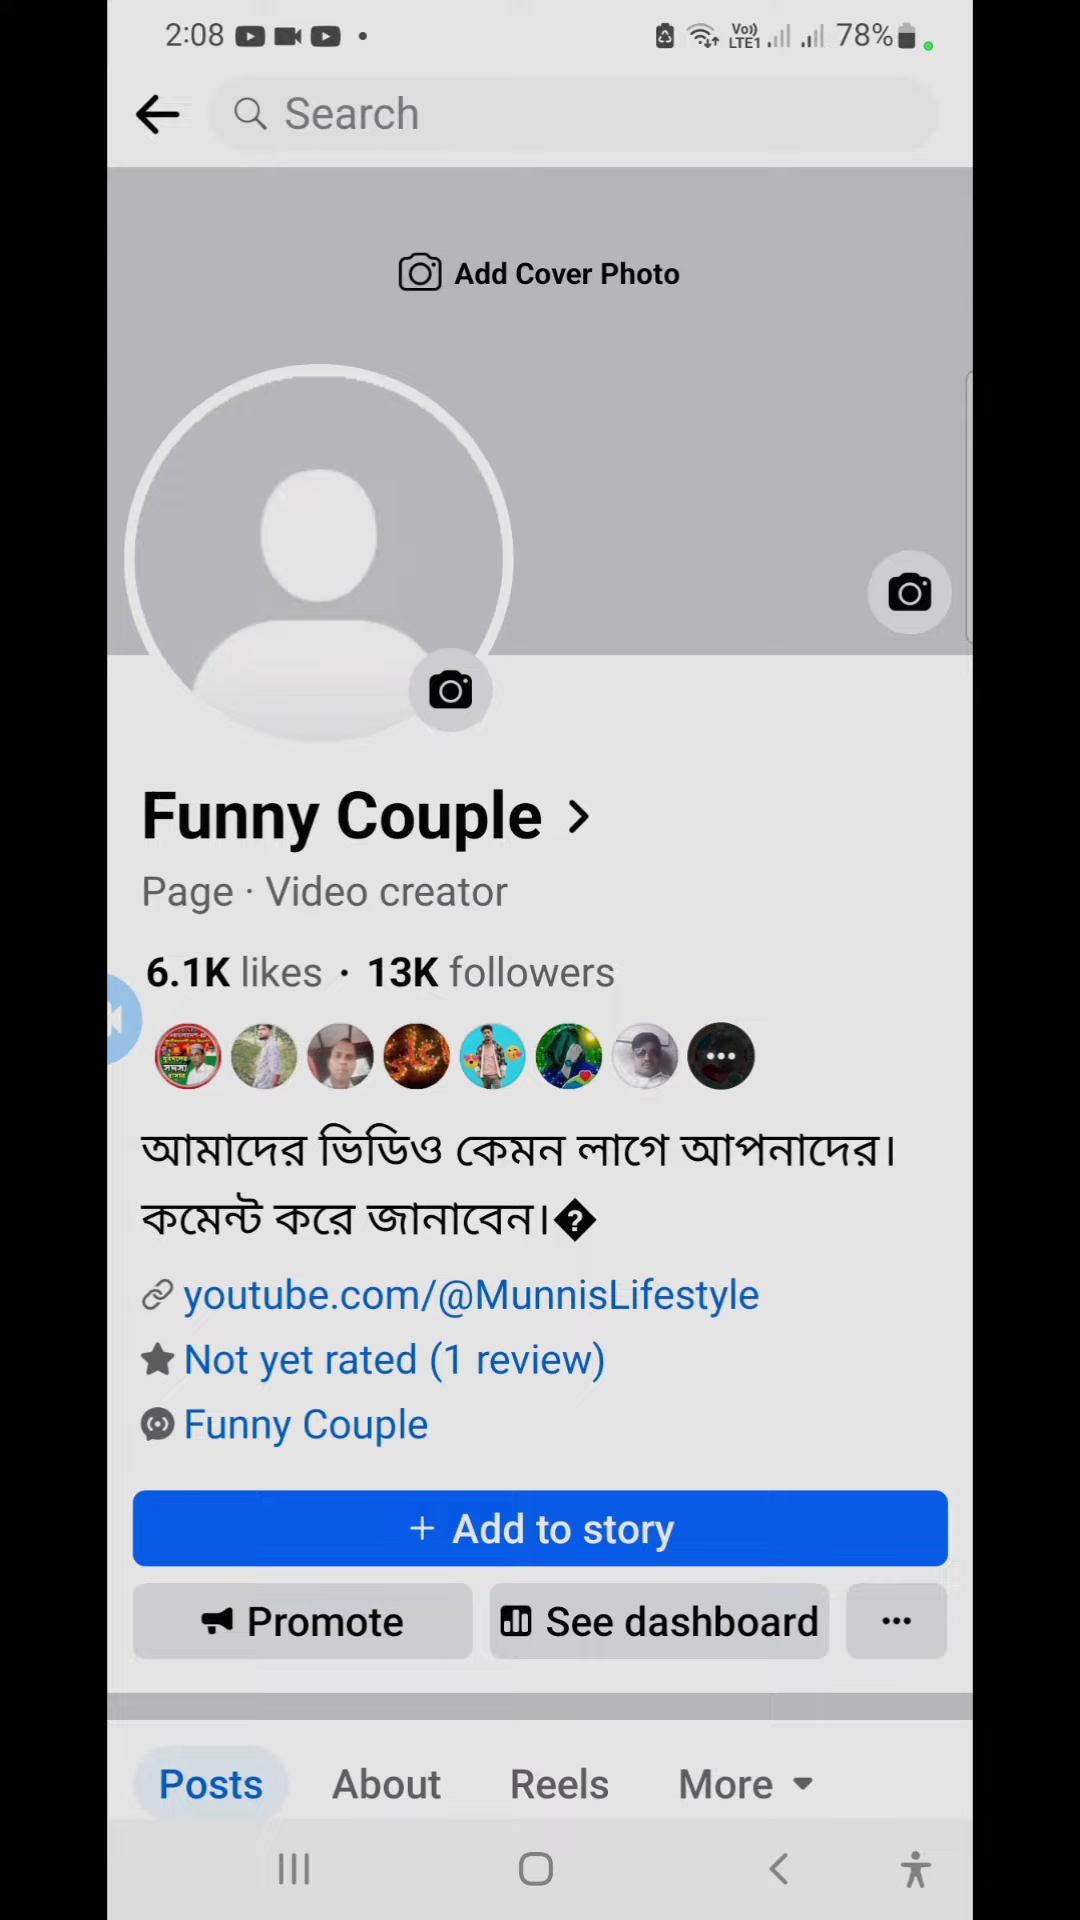 2:08 Vo)) LTE1 78%
Search
Add Cover Photo
Funny Couple
Page · Video creator
6.1K likes · 13K followers
আমাদের ভিডিও কেমন লাগে আপনাদের।
কমেন্ট করে জানাবেন।�
youtube.com/@MunnisLifestyle
Not yet rated (1 review)
Funny Couple
+ Add to story
Promote See dashboard ...
Posts About Reels More